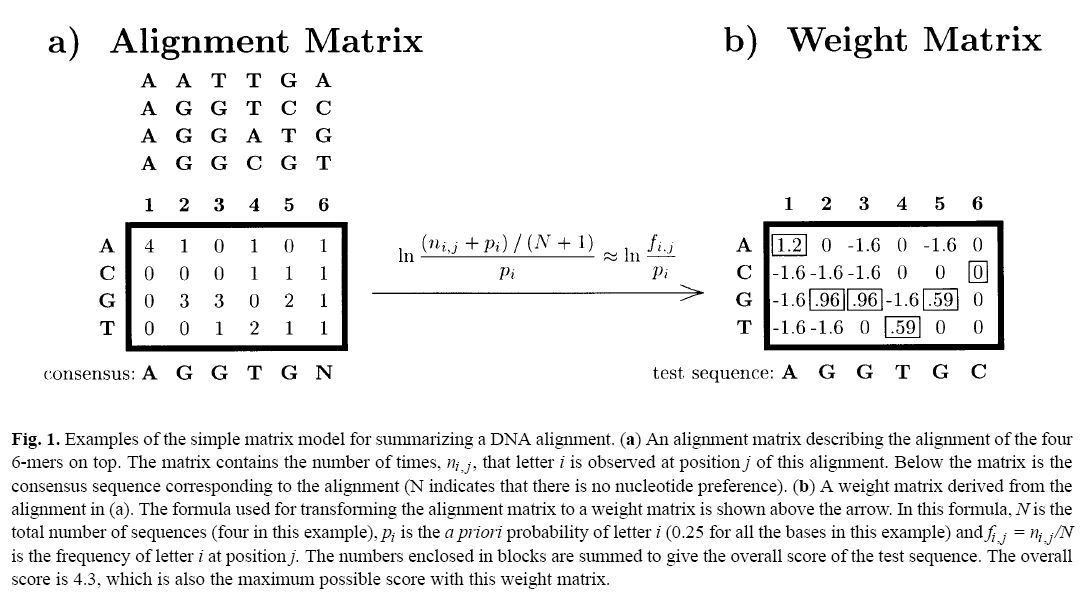 a) Alignment Matrix
A A T T G A
A G G T C C
A G G A T G
A G G C G T
1 2 3 4 5 6
A 4 1 0 1 0 1
C 0 0 0 1 1 1
G 0 3 3 0 2 1
T 0 0 1 2 1 1
consensus: A G G T G N
ln (n_{i,j} + p_i) / (N + 1) / p_i ≈ ln f_{i,j} / p_i
b) Weight Matrix
1 2 3 4 5 6
A 1.2 0 -1.6 0 -1.6 0
C -1.6 -1.6 -1.6 0 0 0
G -1.6 .96 .96 -1.6 .59 0
T -1.6 -1.6 0 .59 0 0
test sequence: A G G T G C
Fig. 1. Examples of the simple matrix model for summarizing a DNA alignment. (a) An alignment matrix describing the alignment of the four
6-mers on top. The matrix contains the number of times, n_{i,j}, that letter i is observed at position j of this alignment. Below the matrix is the
consensus sequence corresponding to the alignment (N indicates that there is no nucleotide preference). (b) A weight matrix derived from the
alignment in (a). The formula used for transforming the alignment matrix to a weight matrix is shown above the arrow. In this formula, N is the
total number of sequences (four in this example), p_i is the a priori probability of letter i (0.25 for all the bases in this example) and f_{i,j} = n_{i,j}/N
is the frequency of letter i at position j. The numbers enclosed in blocks are summed to give the overall score of the test sequence. The overall
score is 4.3, which is also the maximum possible score with this weight matrix.